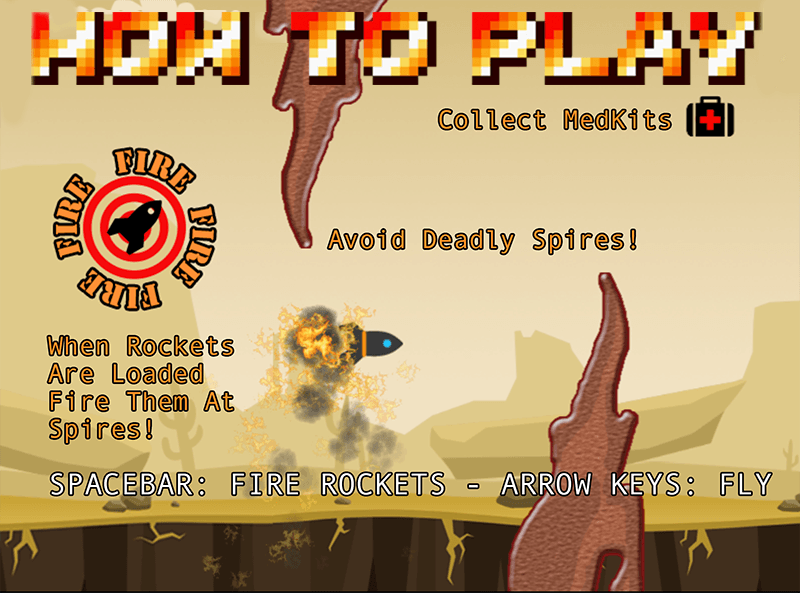 HOW TO PLAY
Collect MedKits
FIRE FIRE FIRE FIRE FIRE
Avoid Deadly Spires!
When Rockets
Are Loaded
Fire Them At
Spires!
SPACEBAR: FIRE ROCKETS - ARROW KEYS: FLY